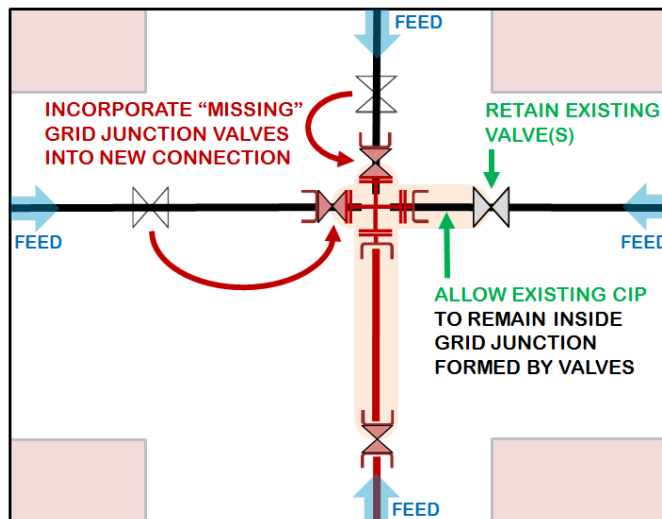 FEED
INCORPORATE “MISSING”
GRID JUNCTION VALVES
INTO NEW CONNECTION
RETAIN EXISTING
VALVE(S)
FEED
FEED
ALLOW EXISTING CIP
TO REMAIN INSIDE
GRID JUNCTION
FORMED BY VALVES
FEED